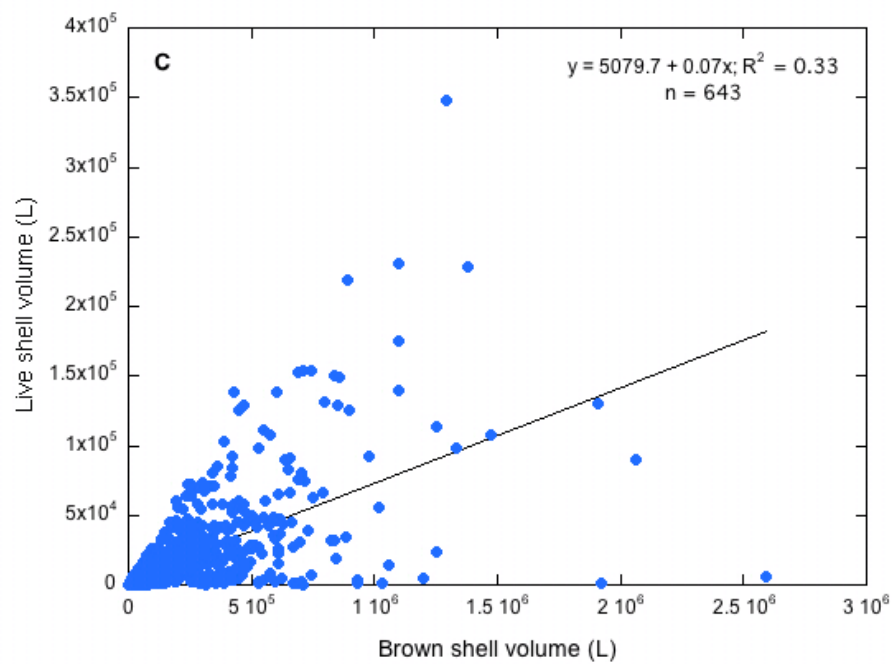 4x10⁵
C
y = 5079.7 + 0.07x; R² = 0.33
n = 643
3.5x10⁵
3x10⁵
2.5x10⁵
2x10⁵
1.5x10⁵
1x10⁵
5x10⁴
0
Live shell volume (L)
0 5 10⁵ 1 10⁶ 1.5 10⁶ 2 10⁶ 2.5 10⁶ 3 10⁶
Brown shell volume (L)